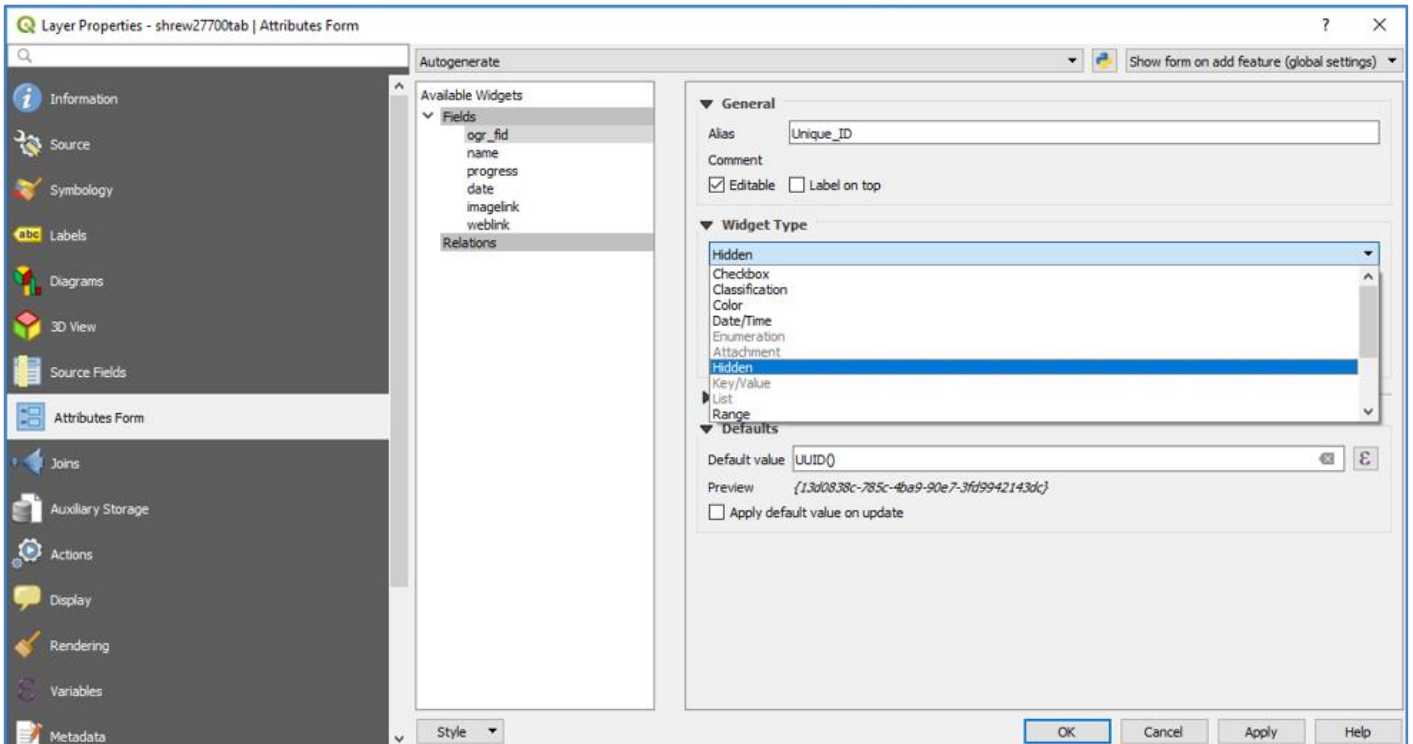 Layer Properties - shrew27700tab | Attributes Form
?
Autogenerate
Show form on add feature (global settings)
Information
Source
Symbology
abc Labels
Diagrams
3D View
Source Fields
Attributes Form
Joins
Auxiliary Storage
Actions
Display
Rendering
Variables
Metadata
Available Widgets
Fields
ogr_fid
name
progress
date
imagelink
weblink
Relations
General
Alias Unique_ID
Comment
Editable Label on top
Widget Type
Hidden
Checkbox
Classification
Color
Date/Time
Enumeration
Attachment
Hidden
Key/Value
List
Range
Defaults
Default value UUID() ε
Preview {13d0838c-785c-4ba9-90e7-3fd9942143dc}
Apply default value on update
Style
OK Cancel Apply Help